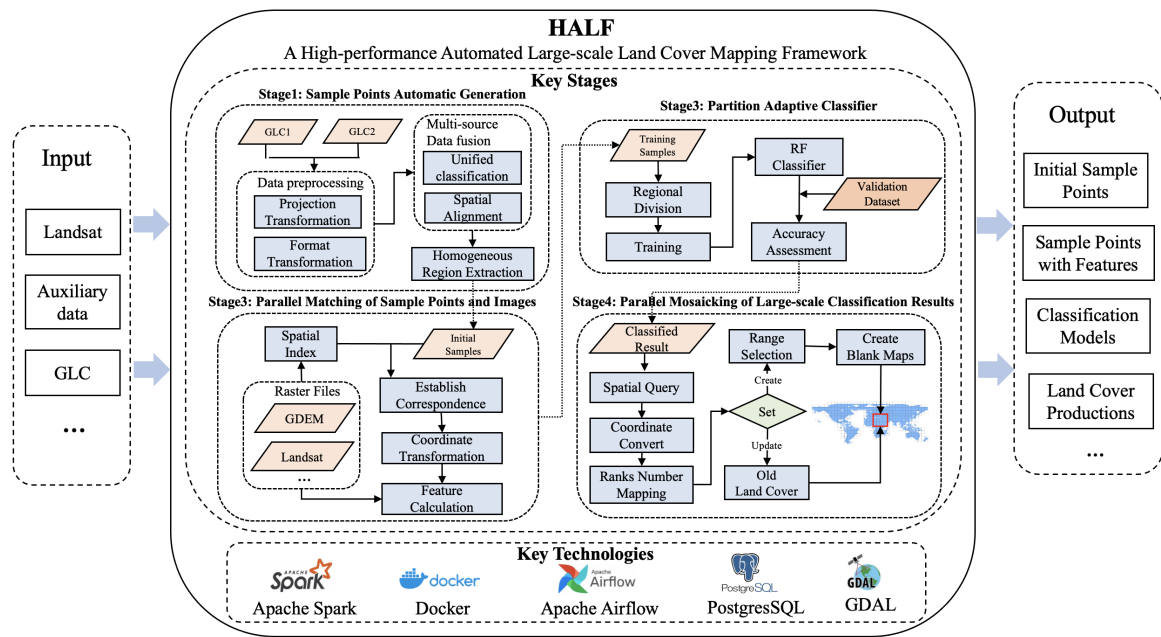 HALF
A High-performance Automated Large-scale Land Cover Mapping Framework
Key Stages
Input
Landsat
Auxiliary
data
GLC
...
Stage1: Sample Points Automatic Generation
GLC1
GLC2
Data preprocessing
Projection
Transformation
Format
Transformation
Multi-source
Data fusion
Unified
classification
Spatial
Alignment
Homogeneous
Region Extraction
Stage3: Parallel Matching of Sample Points and Images
Spatial
Index
Initial
Samples
Raster Files
GDEM
Landsat
...
Establish
Correspondence
Coordinate
Transformation
Feature
Calculation
Stage3: Partition Adaptive Classifier
Training
Samples
Regional
Division
Training
RF
Classifier
Validation
Dataset
Accuracy
Assessment
Stage4: Parallel Mosaicking of Large-scale Classification Results
Classified
Result
Spatial Query
Coordinate
Convert
Ranks Number
Mapping
Range
Selection
Create
Blank Maps
Create
Set
Update
Old
Land Cover
Key Technologies
APACHE
Spark
Apache Spark
docker
Docker
Apache
Airflow
Apache Airflow
PostgreSQL
PostgresSQL
GDAL
GDAL
Output
Initial Sample
Points
Sample Points
with Features
Classification
Models
Land Cover
Productions
...